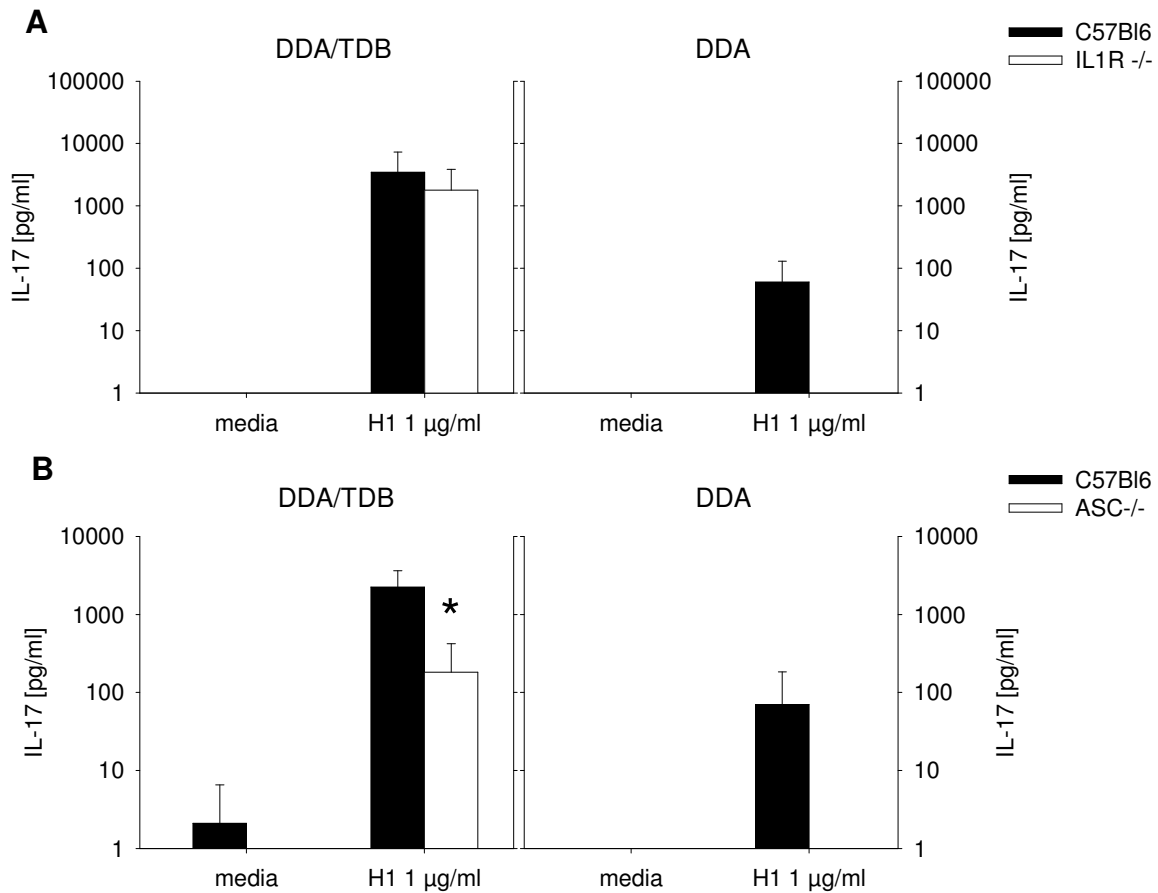 A
DDA/TDB
DDA
C57Bl6
IL1R -/-
100000
10000
1000
100
10
1
IL-17 [pg/ml]
100000
10000
1000
100
10
1
IL-17 [pg/ml]
media
H1 1 µg/ml
media
H1 1 µg/ml
B
DDA/TDB
DDA
C57Bl6
ASC-/-
10000
1000
100
10
1
IL-17 [pg/ml]
*
10000
1000
100
10
1
IL-17 [pg/ml]
media
H1 1 µg/ml
media
H1 1 µg/ml